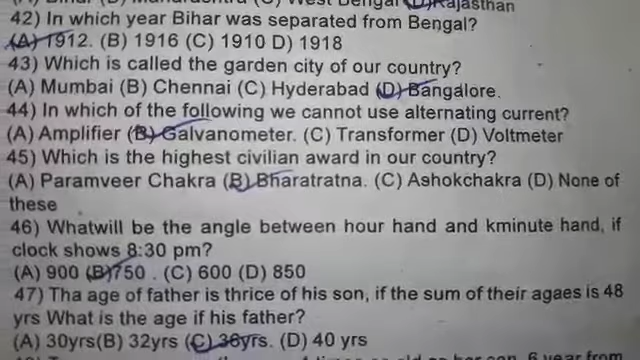 42) In which year Bihar was separated from Bengal?
(A) 1912. (B) 1916 (C) 1910 D) 1918
43) Which is called the garden city of our country?
(A) Mumbai (B) Chennai (C) Hyderabad (D) Bangalore.
44) In which of the following we cannot use alternating current?
(A) Amplifier (B) Galvanometer. (C) Transformer (D) Voltmeter
45) Which is the highest civilian award in our country?
(A) Paramveer Chakra (B) Bharatratna. (C) Ashokchakra (D) None of
these
46) Whatwill be the angle between hour hand and kminute hand, if
clock shows 8:30 pm?
(A) 900 (B)750 . (C) 600 (D) 850
47) Tha age of father is thrice of his son, if the sum of their agaes is 48
yrs What is the age if his father?
(A) 30yrs(B) 32yrs (C) 36yrs. (D) 40 yrs